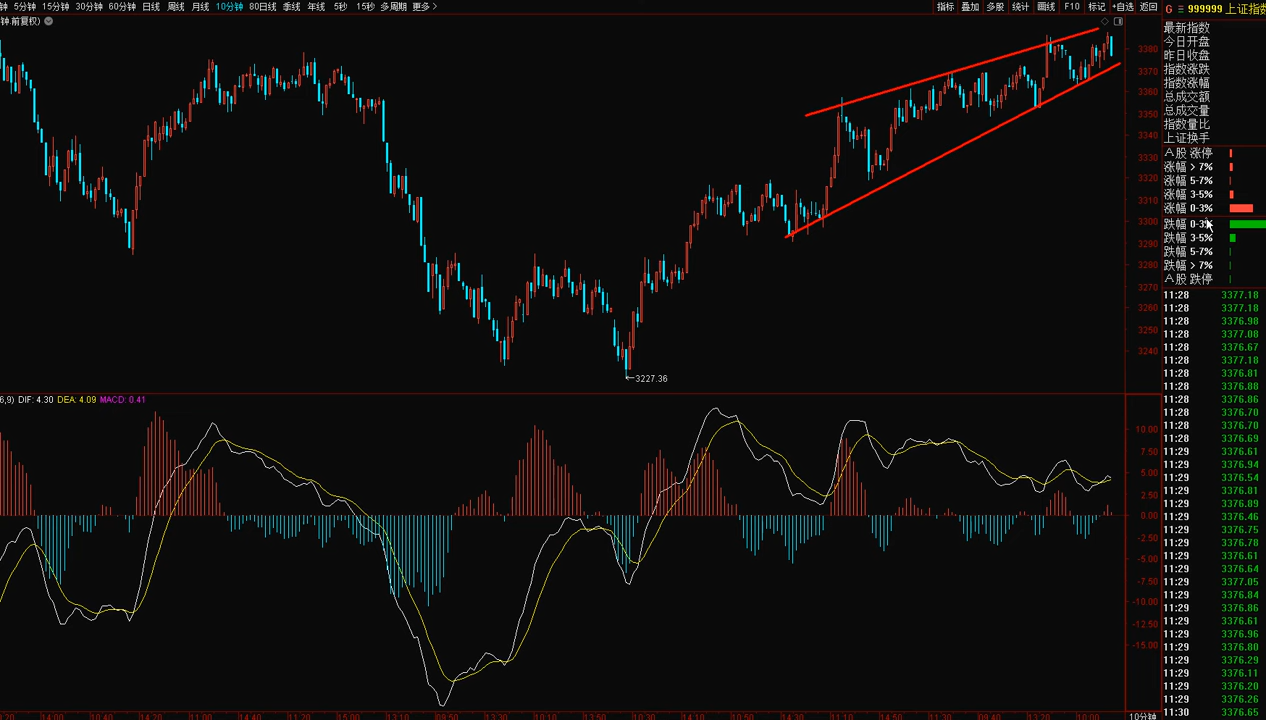 钟 5分钟 15分钟 30分钟 60分钟 日线 周线 月线 10分钟 80日线 季线 年线 5秒 15秒 多周期 更多>
指标 叠加 多股 统计 画线 F10 标记 +自选 返回
G 999999 上证指数
钟.前复权)
最新指数
今日开盘
昨日收盘
指数涨跌
指数涨幅
总成交额
总成交量
指数量比
上证换手
A股 涨停
涨幅 > 7%
涨幅 5-7%
涨幅 3-5%
涨幅 0-3%
跌幅 0-3%
跌幅 3-5%
跌幅 5-7%
跌幅 > 7%
A股 跌停
3380
3370
3360
3350
3340
3330
3320
3310
3300
3290
3280
3270
3260
3250
3240
←3227.36
6,9) DIF: 4.30 DEA: 4.09 MACD: 0.41
10.00
7.50
5.00
2.50
0.00
-2.50
-5.00
-7.50
-10.00
-12.50
-15.00
11:28 3377.18
11:28 3377.18
11:28 3376.98
11:28 3377.08
11:28 3376.67
11:28 3377.18
11:28 3376.81
11:28 3376.88
11:28 3376.86
11:28 3376.70
11:28 3376.70
11:28 3376.69
11:29 3376.61
11:29 3376.94
11:29 3376.54
11:29 3376.81
11:29 3376.89
11:29 3376.46
11:29 3376.75
11:29 3376.78
11:29 3376.61
11:29 3376.64
11:29 3377.05
11:29 3376.84
11:29 3376.86
11:29 3376.61
11:29 3376.96
11:29 3376.80
11:29 3376.29
11:29 3376.11
11:29 3376.20
11:29 3376.26
11:30 3376.65
10分钟